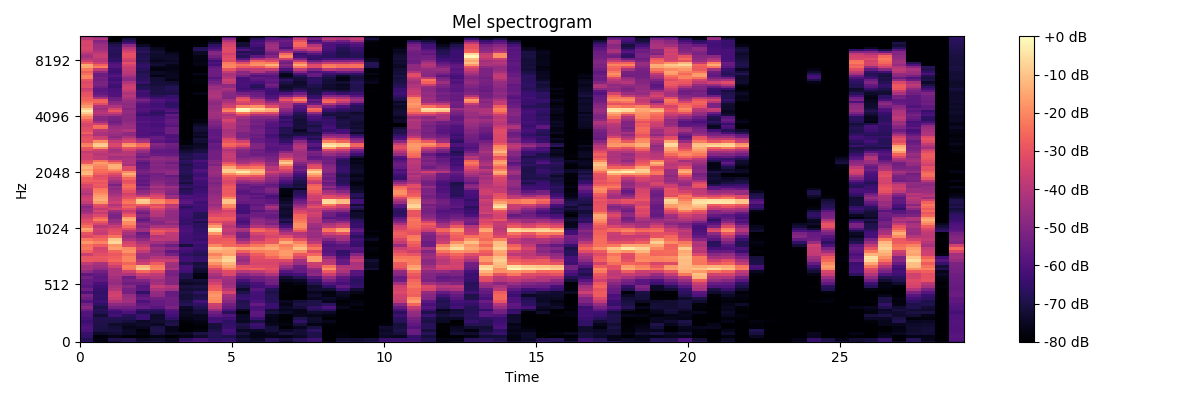 Mel spectrogram
8192
4096
2048
1024
512
0
Hz
0 5 10 15 20 25
Time
+0 dB
-10 dB
-20 dB
-30 dB
-40 dB
-50 dB
-60 dB
-70 dB
-80 dB